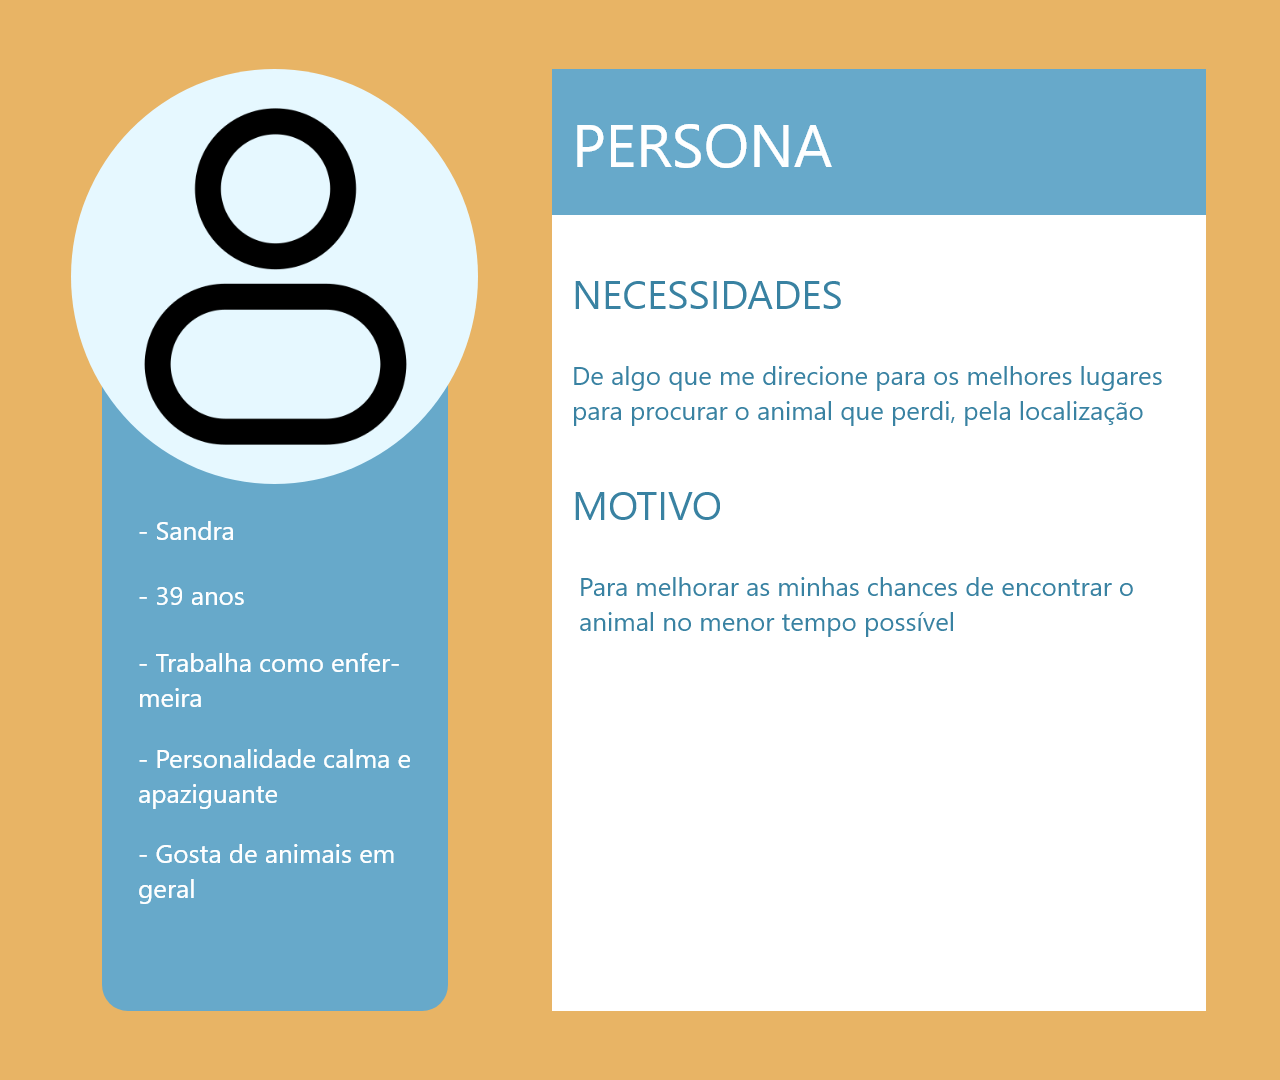 - Sandra
- 39 anos
- Trabalha como enfer-
meira
- Personalidade calma e
apaziguante
- Gosta de animais em
geral
PERSONA
NECESSIDADES
De algo que me direcione para os melhores lugares
para procurar o animal que perdi, pela localização
MOTIVO
Para melhorar as minhas chances de encontrar o
animal no menor tempo possível